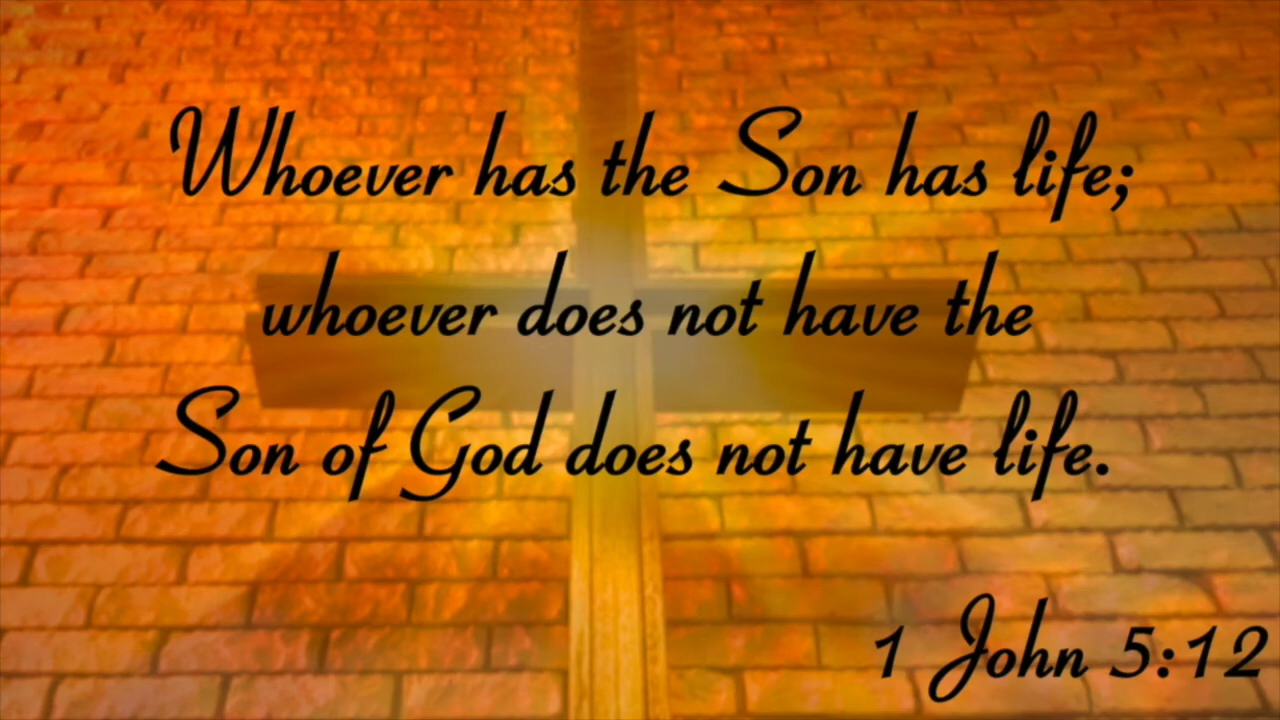 Whoever has the Son has life;
whoever does not have the
Son of God does not have life.
1 John 5:12